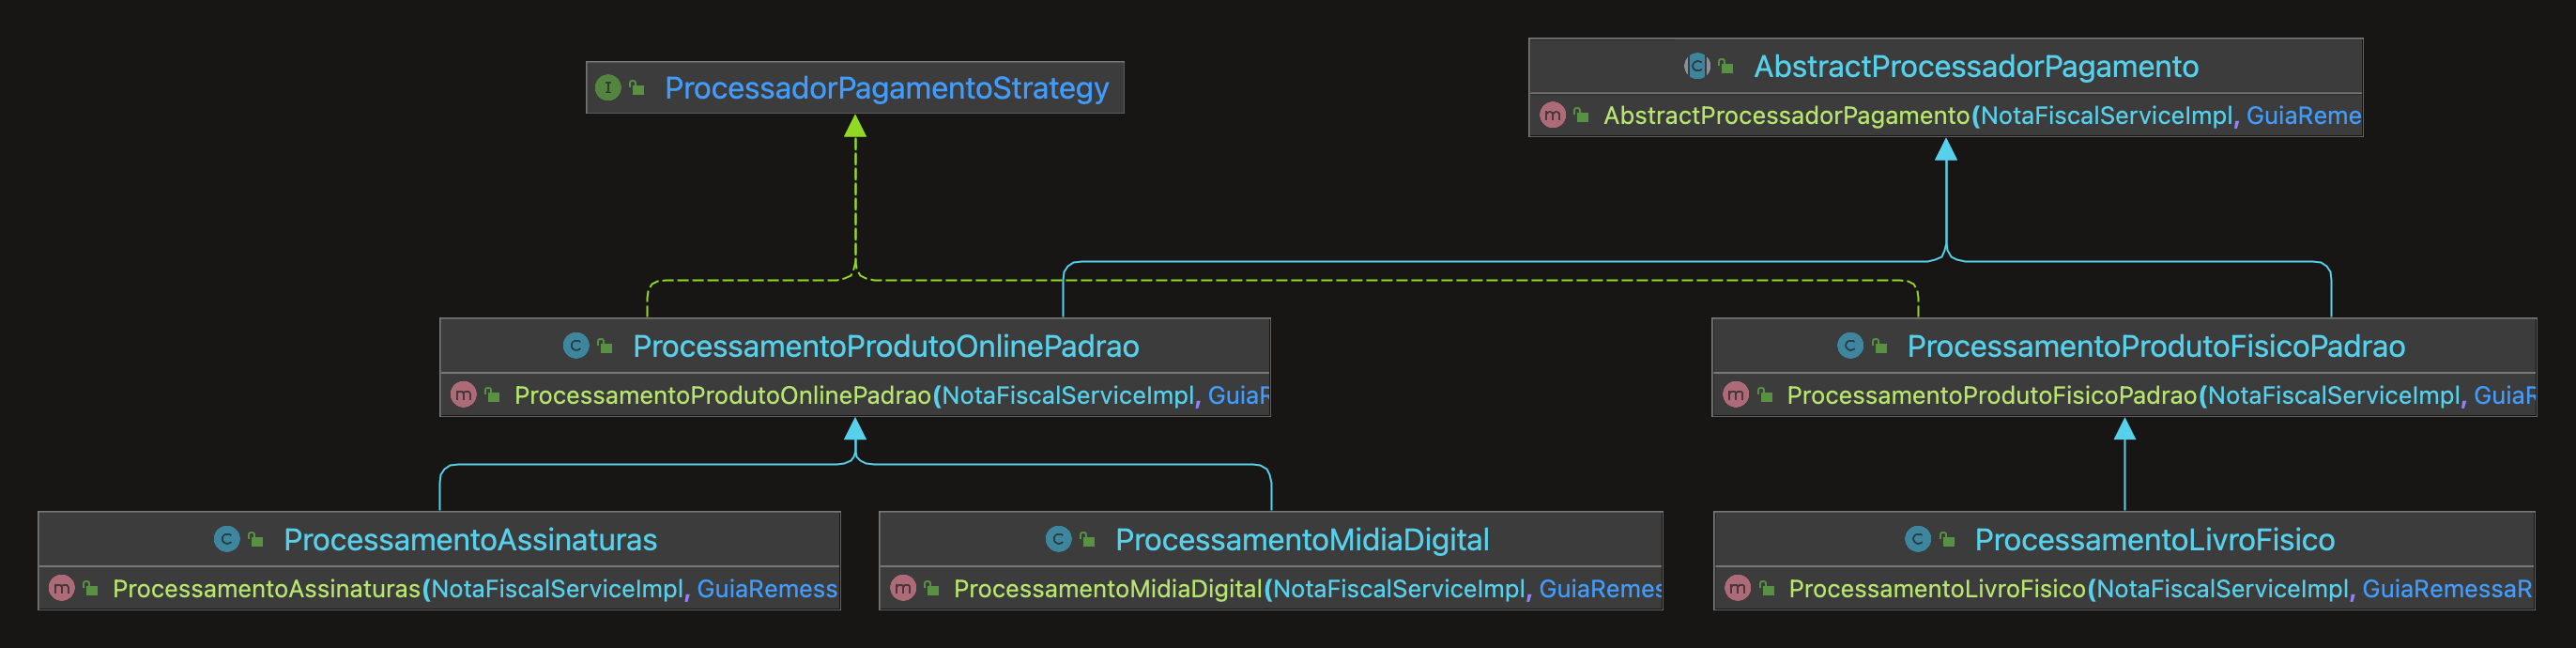 ProcessadorPagamentoStrategy
AbstractProcessadorPagamento
AbstractProcessadorPagamento(NotaFiscalServiceImpl, GuiaReme
ProcessamentoProdutoOnlinePadrao
ProcessamentoProdutoOnlinePadrao(NotaFiscalServiceImpl, GuiaR
ProcessamentoProdutoFisicoPadrao
ProcessamentoProdutoFisicoPadrao(NotaFiscalServiceImpl, GuiaR
ProcessamentoAssinaturas
ProcessamentoAssinaturas(NotaFiscalServiceImpl, GuiaRemess
ProcessamentoMidiaDigital
ProcessamentoMidiaDigital(NotaFiscalServiceImpl, GuiaRemes
ProcessamentoLivroFisico
ProcessamentoLivroFisico(NotaFiscalServiceImpl, GuiaRemessaR